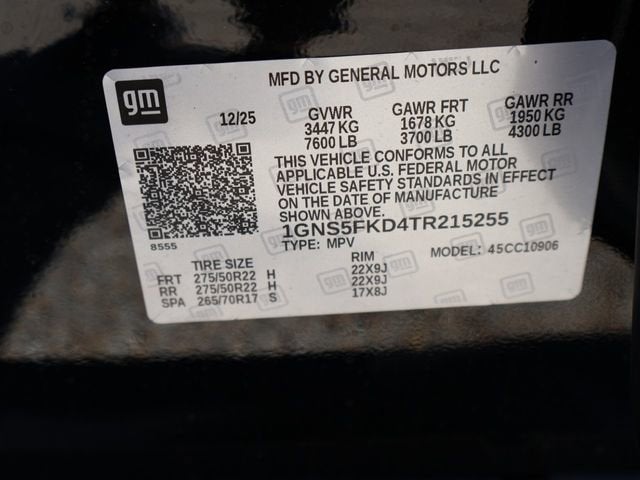 MFD BY GENERAL MOTORS LLC
gm
12/25
GVWR GAWR FRT GAWR RR
3447 KG 1678 KG 1950 KG
7600 LB 3700 LB 4300 LB
THIS VEHICLE CONFORMS TO ALL
APPLICABLE U.S. FEDERAL MOTOR
VEHICLE SAFETY STANDARDS IN EFFECT
ON THE DATE OF MANUFACTURE
SHOWN ABOVE.
8555
1GNS5FKD4TR215255
TYPE: MPV MODEL: 45CC10906
TIRE SIZE RIM
FRT 275/50R22 H 22X9J
RR 275/50R22 H 22X9J
SPA 265/70R17 S 17X8J